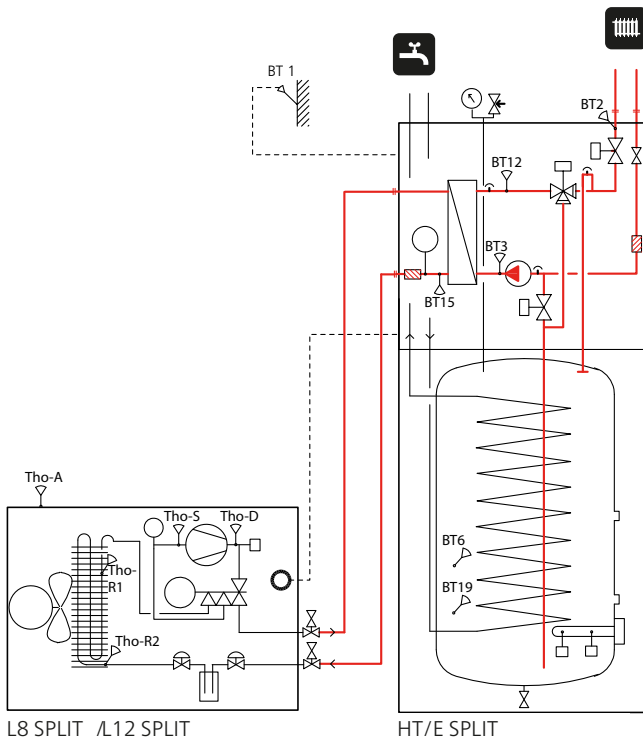 BT 1
BT2
BT12
BT3
BT15
Tho-A
Tho-S
Tho-D
Tho-
R1
BT6
BT19
Tho-R2
L8 SPLIT /L12 SPLIT
HT/E SPLIT